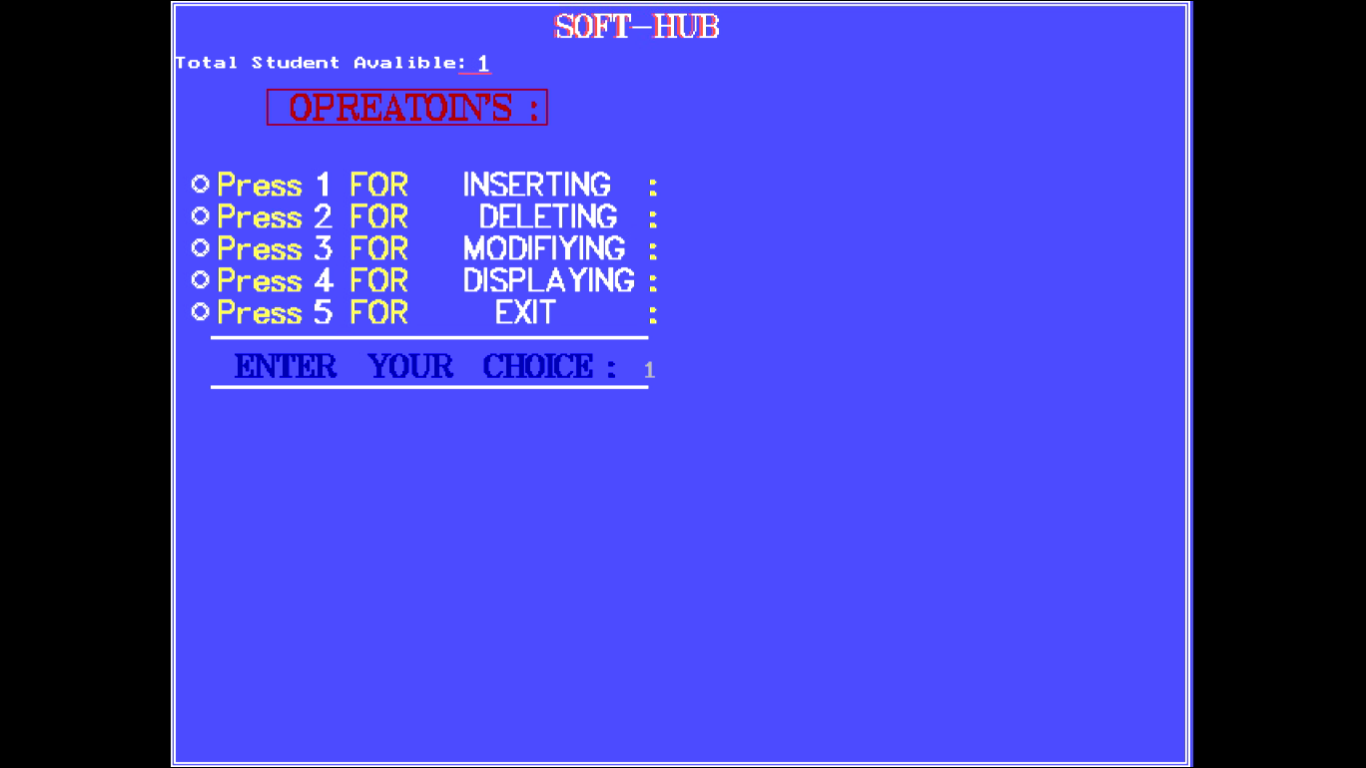 SOFT-HUB
Total Student Avalible: 1
OPREATOIN'S :
Press 1 FOR INSERTING :
Press 2 FOR DELETING :
Press 3 FOR MODIFIYING :
Press 4 FOR DISPLAYING :
Press 5 FOR EXIT :
ENTER YOUR CHOICE : 1